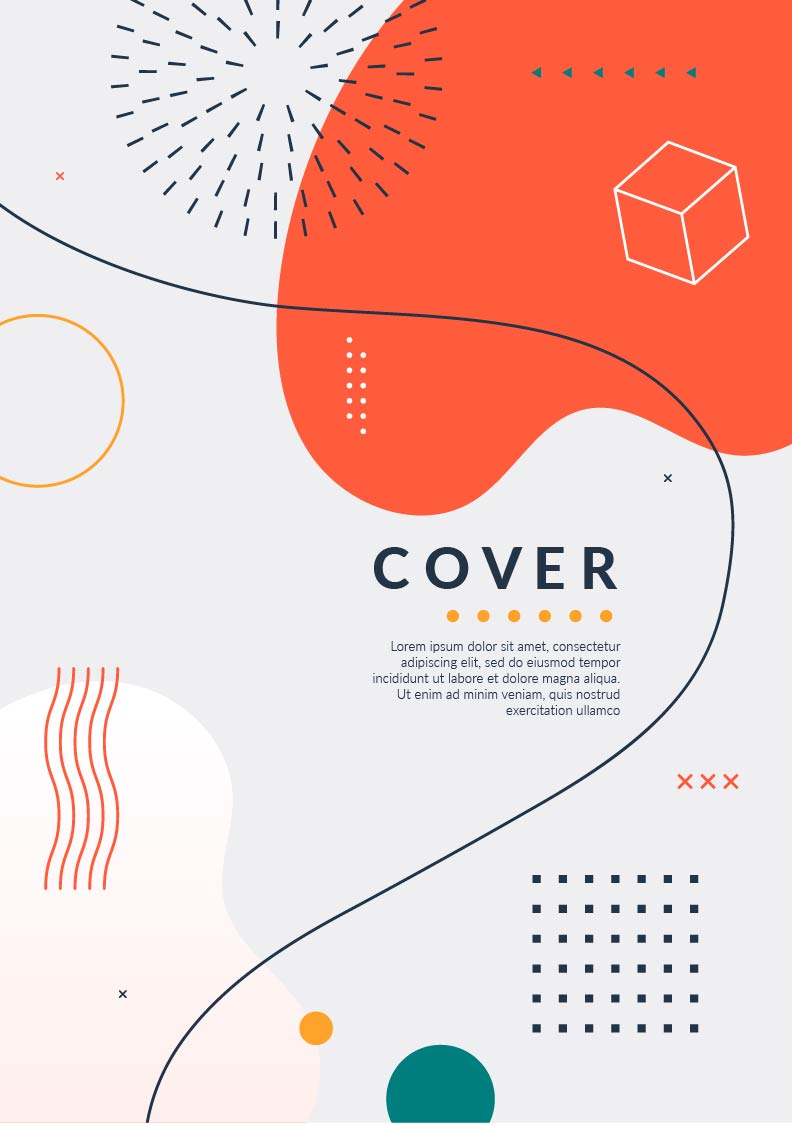 COVER
Lorem ipsum dolor sit amet, consectetur
adipiscing elit, sed do eiusmod tempor
incididunt ut labore et dolore magna aliqua.
Ut enim ad minim veniam, quis nostrud
exercitation ullamco